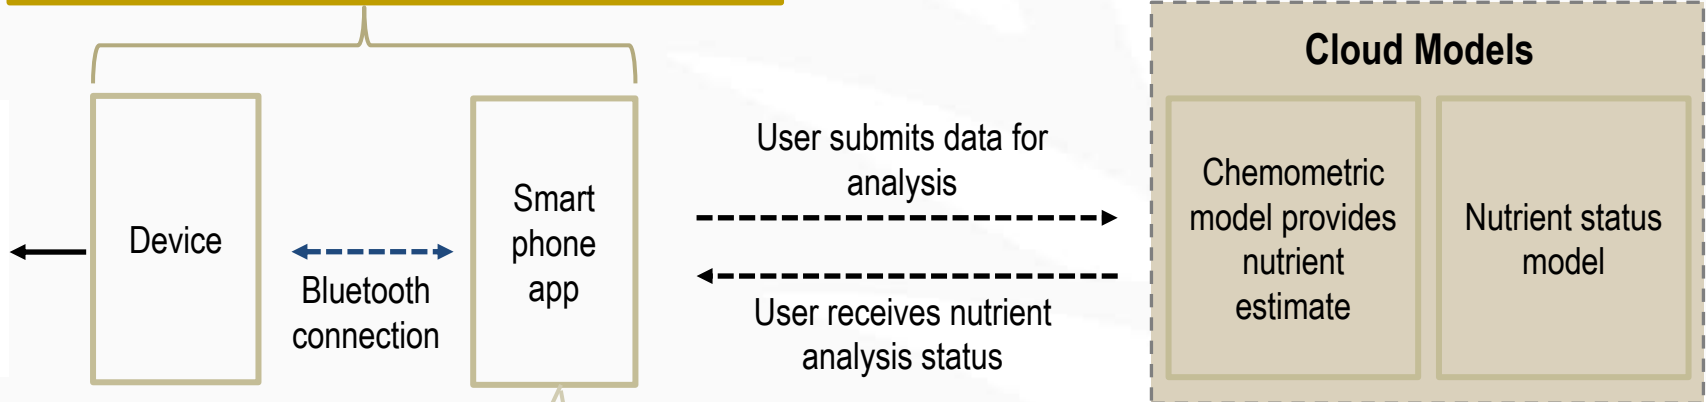 Cloud Models
Device
Bluetooth
connection
Smart
phone
app
User submits data for
analysis
User receives nutrient
analysis status
Chemometric
model provides
nutrient
estimate
Nutrient status
model